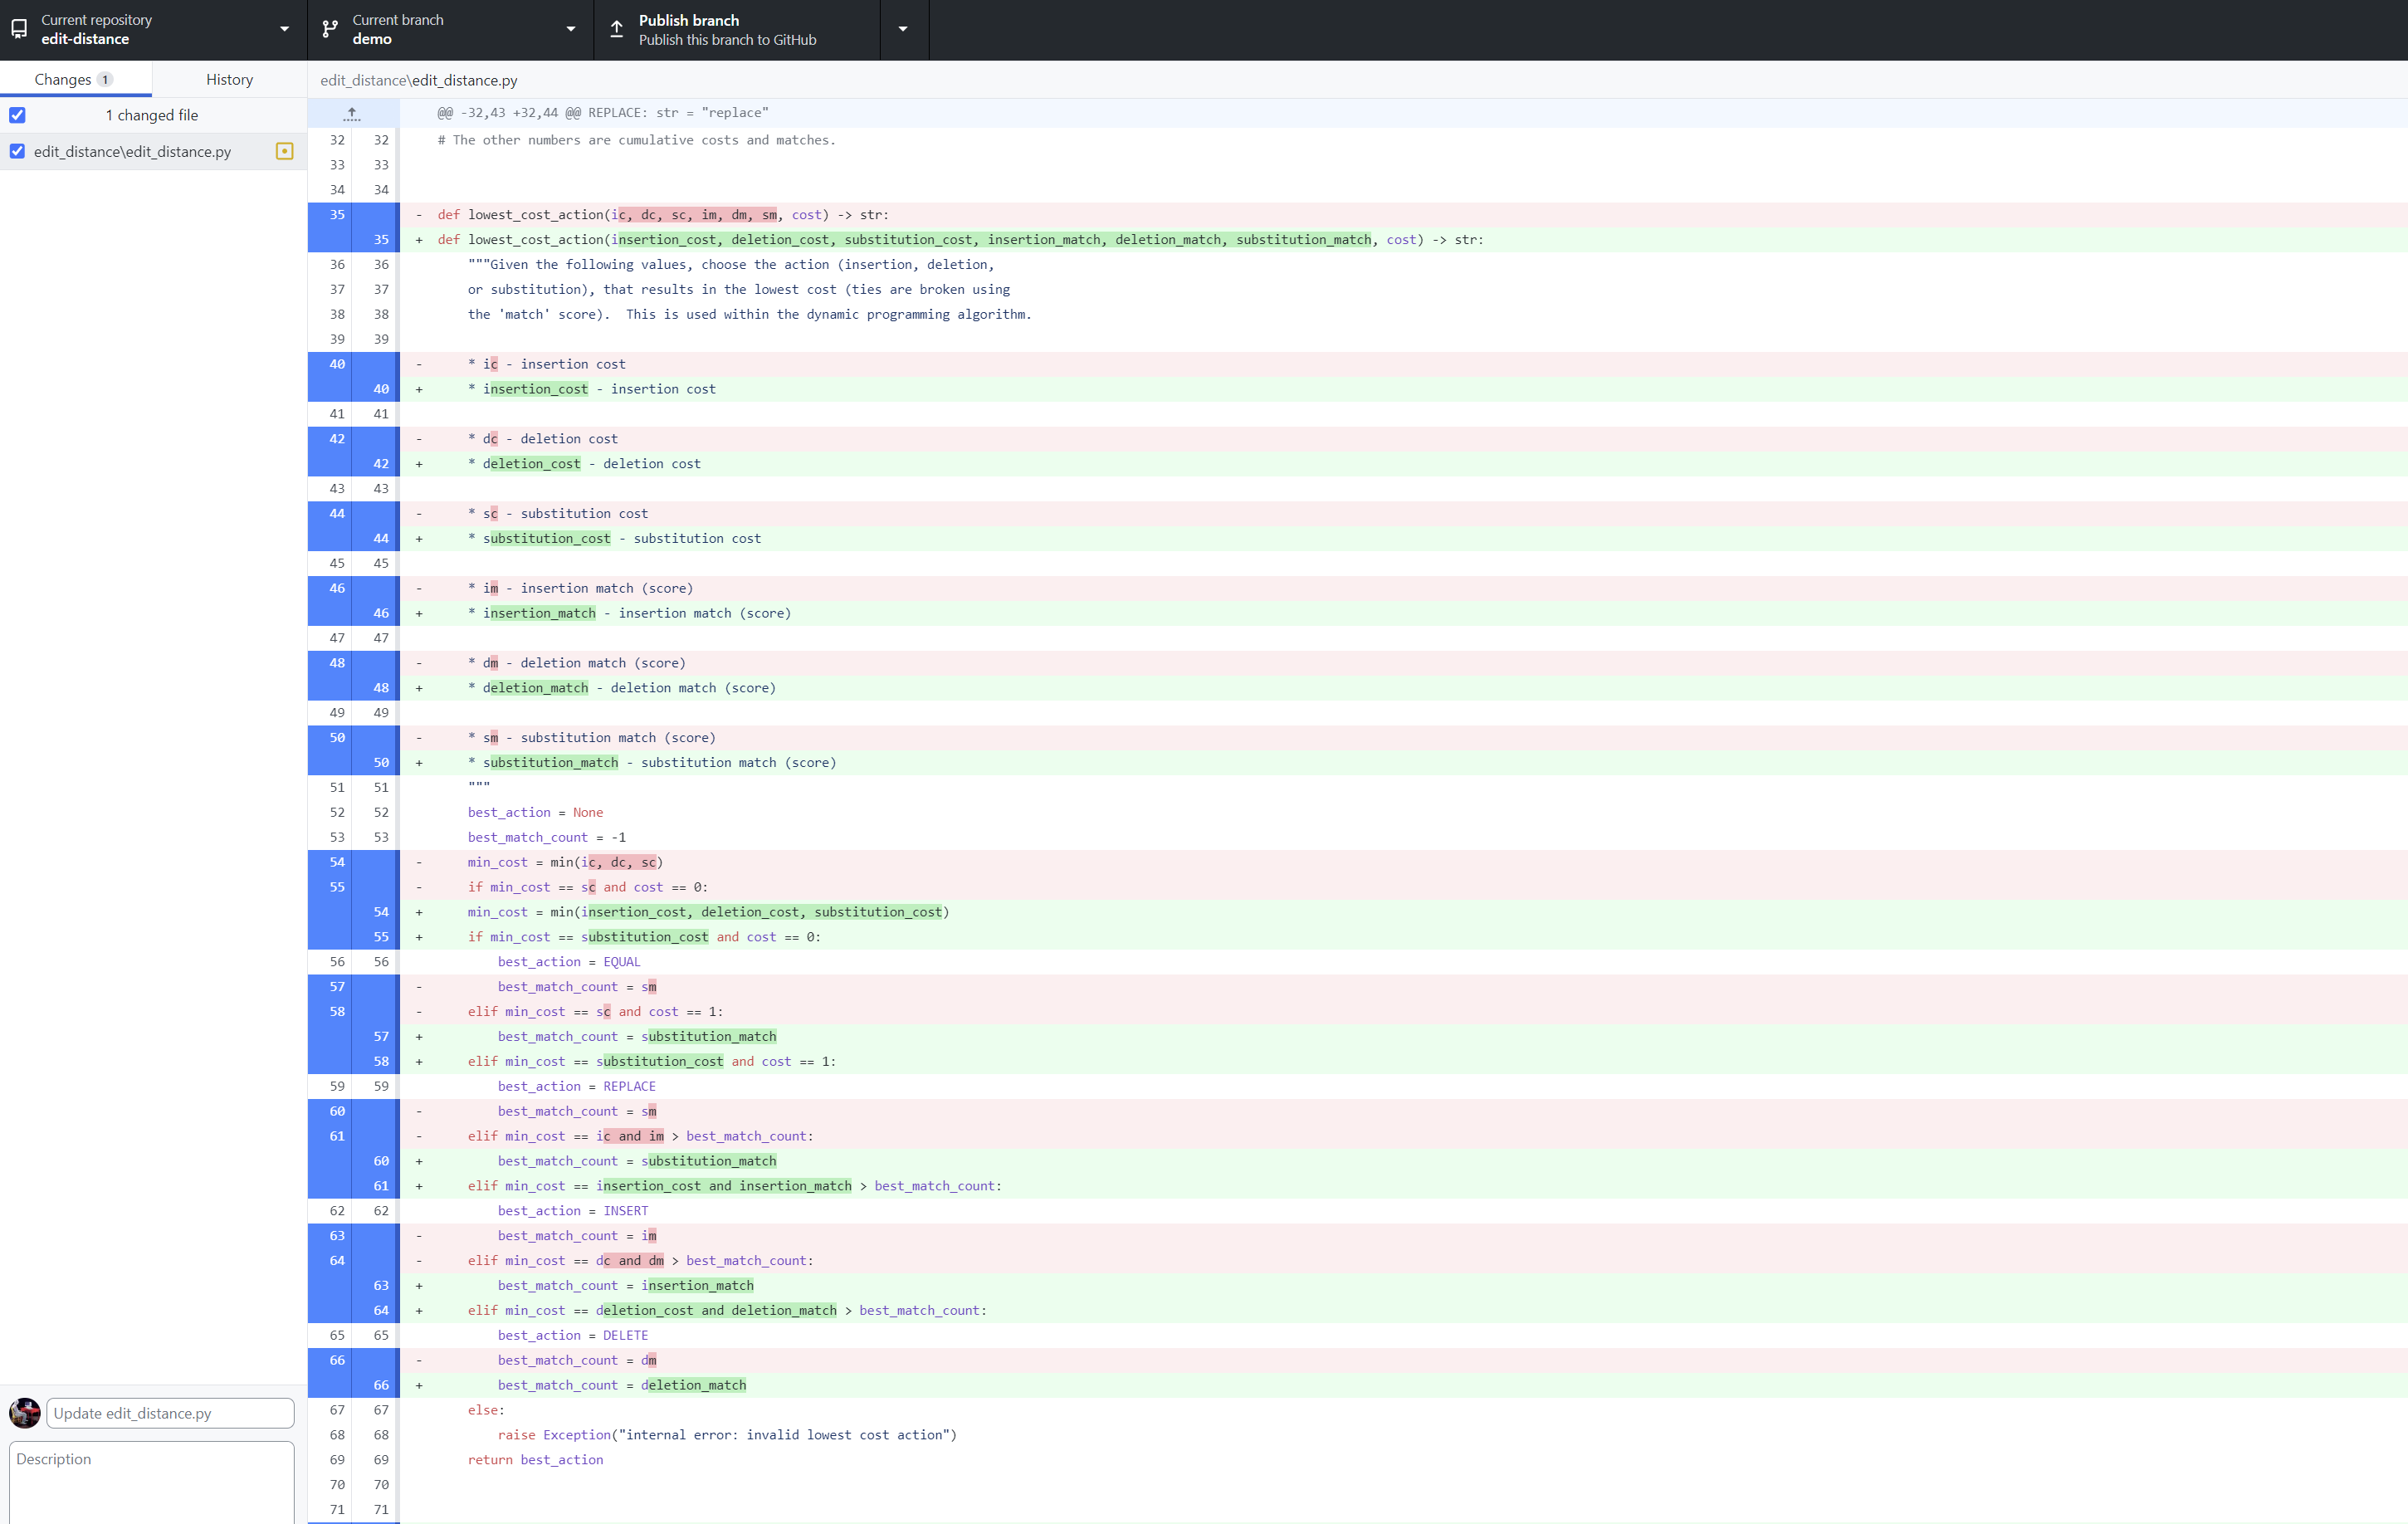 Current repository
edit-distance
Current branch
demo
Publish branch
Publish this branch to GitHub
Changes 1
History
1 changed file
edit_distance\edit_distance.py
edit_distance\edit_distance.py
@@ -32,43 +32,44 @@ REPLACE: str = "replace"
32 32 # The other numbers are cumulative costs and matches.
33 33
34 34
35 - def lowest_cost_action(ic, dc, sc, im, dm, sm, cost) -> str:
35 + def lowest_cost_action(insertion_cost, deletion_cost, substitution_cost, insertion_match, deletion_match, substitution_match, cost) -> str:
36 36 """Given the following values, choose the action (insertion, deletion,
37 37 or substitution), that results in the lowest cost (ties are broken using
38 38 the 'match' score).  This is used within the dynamic programming algorithm.
39 39
40 - * ic - insertion cost
40 + * insertion_cost - insertion cost
41 41
42 - * dc - deletion cost
42 + * deletion_cost - deletion cost
43 43
44 - * sc - substitution cost
44 + * substitution_cost - substitution cost
45 45
46 - * im - insertion match (score)
46 + * insertion_match - insertion match (score)
47 47
48 - * dm - deletion match (score)
48 + * deletion_match - deletion match (score)
49 49
50 - * sm - substitution match (score)
50 + * substitution_match - substitution match (score)
51 51 """
52 52 best_action = None
53 53 best_match_count = -1
54 - min_cost = min(ic, dc, sc)
55 - if min_cost == sc and cost == 0:
54 + min_cost = min(insertion_cost, deletion_cost, substitution_cost)
55 + if min_cost == substitution_cost and cost == 0:
56 56 best_action = EQUAL
57 - best_match_count = sm
58 - elif min_cost == sc and cost == 1:
57 + best_match_count = substitution_match
58 + elif min_cost == substitution_cost and cost == 1:
59 59 best_action = REPLACE
60 - best_match_count = sm
61 - elif min_cost == ic and im > best_match_count:
60 + best_match_count = substitution_match
61 + elif min_cost == insertion_cost and insertion_match > best_match_count:
62 62 best_action = INSERT
63 - best_match_count = im
64 - elif min_cost == dc and dm > best_match_count:
63 + best_match_count = insertion_match
64 + elif min_cost == deletion_cost and deletion_match > best_match_count:
65 65 best_action = DELETE
66 - best_match_count = dm
66 + best_match_count = deletion_match
67 67 else:
68 68 raise Exception("internal error: invalid lowest cost action")
69 69 return best_action
70 70
71 71
Update edit_distance.py
Description